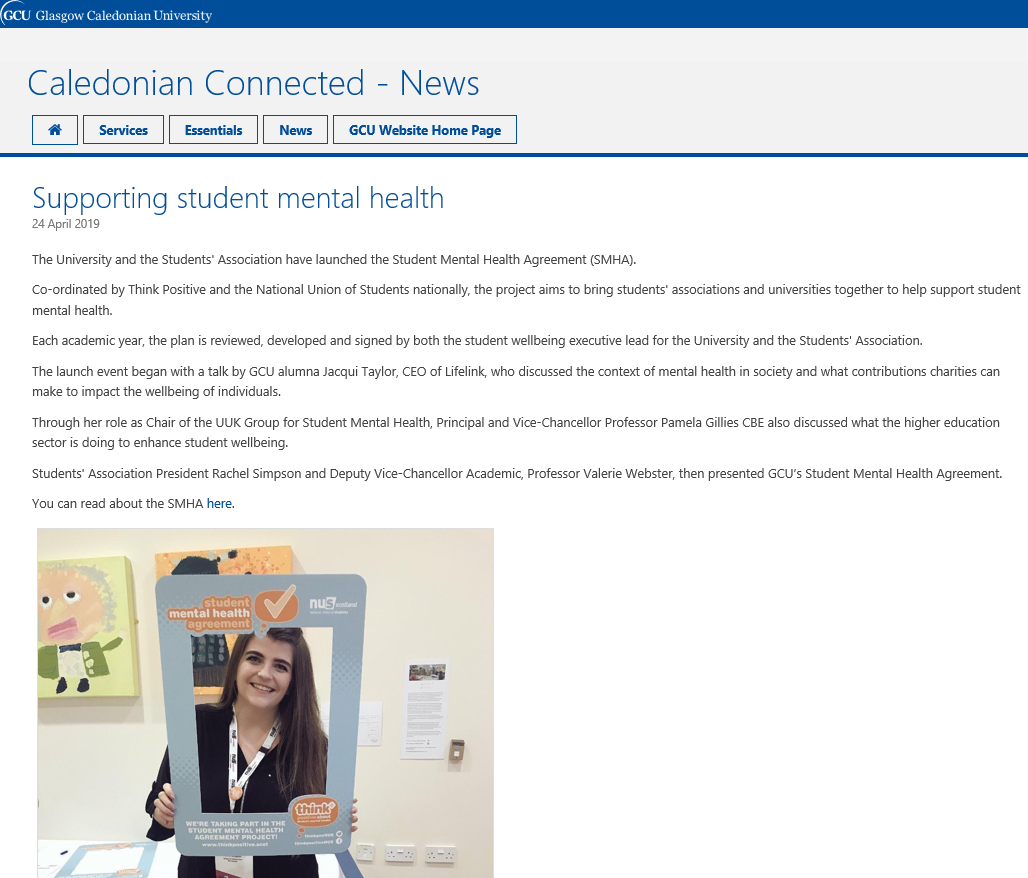 GCU Glasgow Caledonian University
Caledonian Connected - News
Services Essentials News GCU Website Home Page
Supporting student mental health
24 April 2019
The University and the Students' Association have launched the Student Mental Health Agreement (SMHA).
Co-ordinated by Think Positive and the National Union of Students nationally, the project aims to bring students' associations and universities together to help support student
mental health.
Each academic year, the plan is reviewed, developed and signed by both the student wellbeing executive lead for the University and the Students' Association.
The launch event began with a talk by GCU alumna Jacqui Taylor, CEO of Lifelink, who discussed the context of mental health in society and what contributions charities can
make to impact the wellbeing of individuals.
Through her role as Chair of the UUK Group for Student Mental Health, Principal and Vice-Chancellor Professor Pamela Gillies CBE also discussed what the higher education
sector is doing to enhance student wellbeing.
Students' Association President Rachel Simpson and Deputy Vice-Chancellor Academic, Professor Valerie Webster, then presented GCU's Student Mental Health Agreement.
You can read about the SMHA here.
student
mental health
agreement
nus scotland
think
positive about
student mental health
WE'RE TAKING PART IN THE
STUDENT MENTAL HEALTH
AGREEMENT PROJECT!
www.thinkpositive.scot